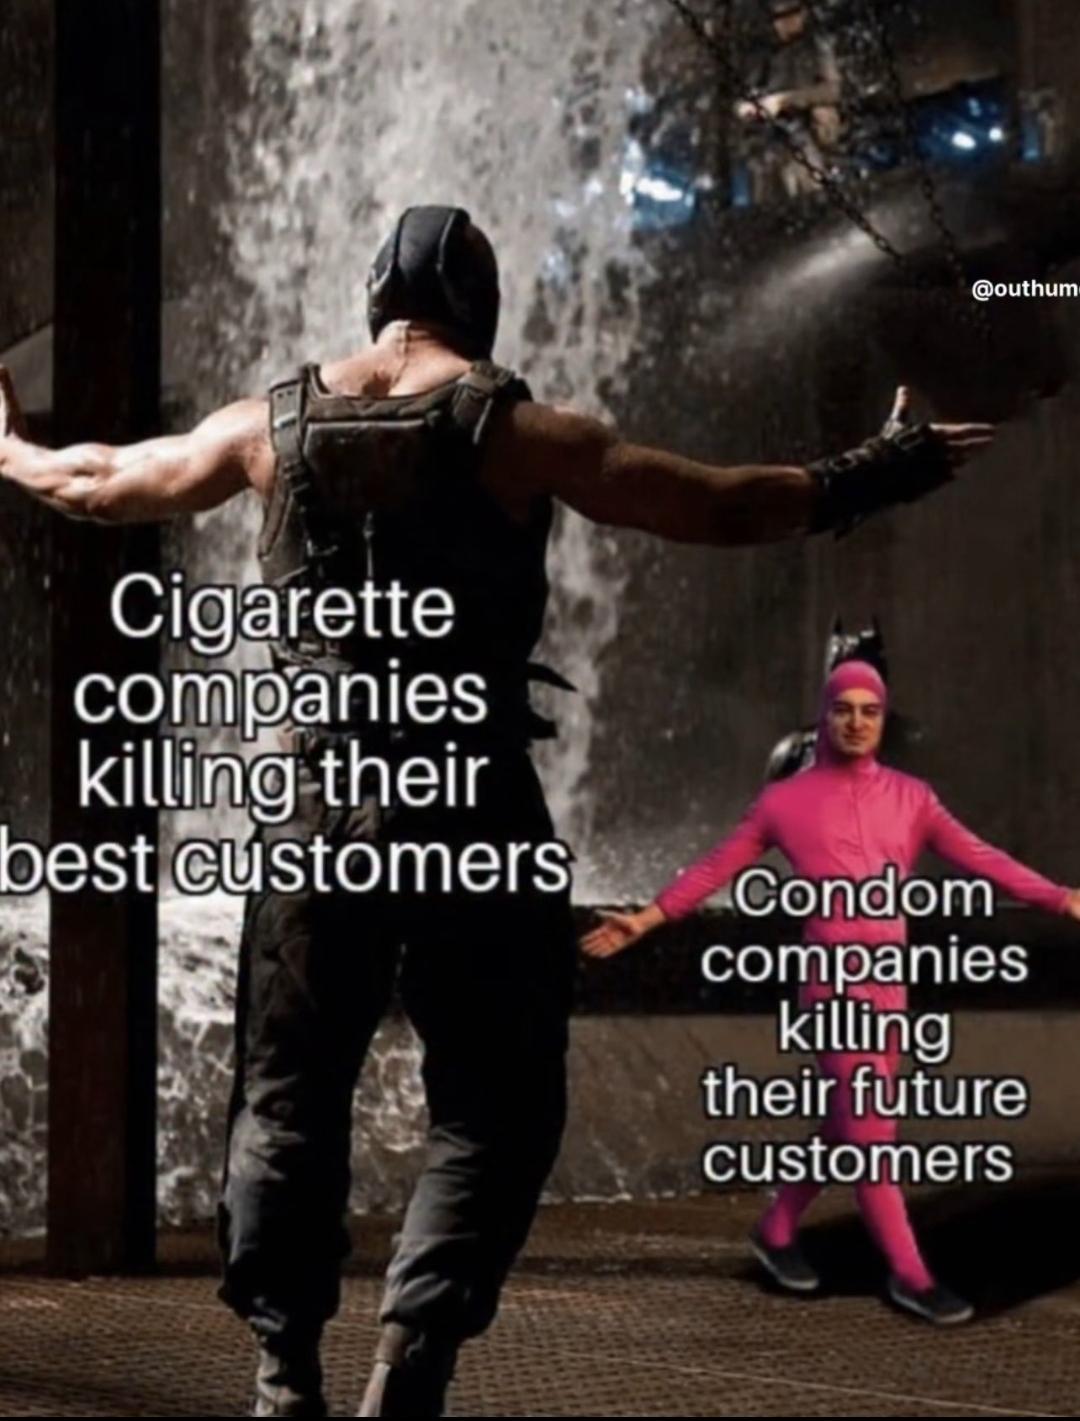 @outhum
Cigarette
companies
killing their
best customers
Condom
companies
killing
their future
customers